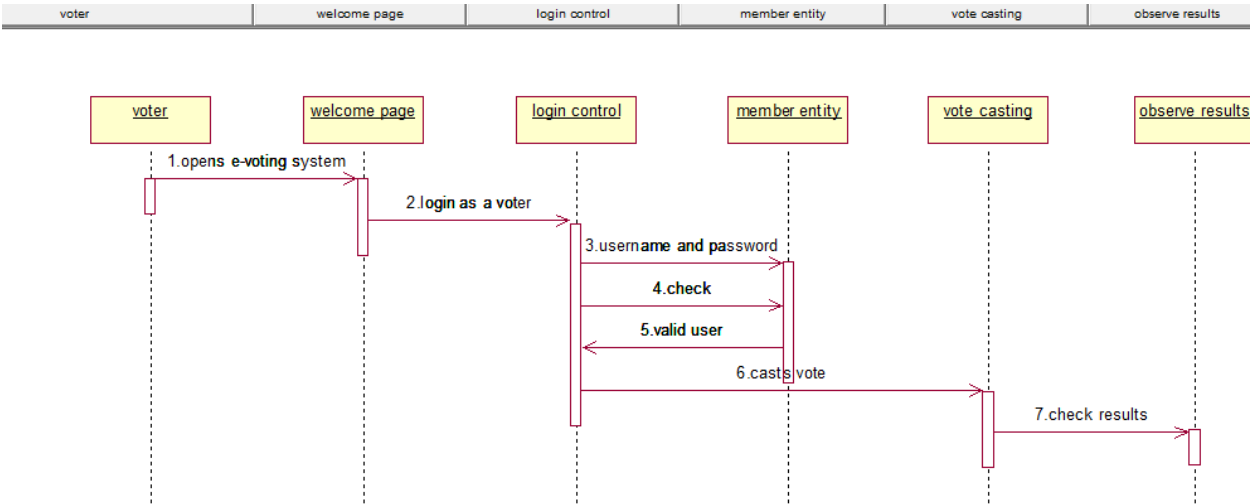 voter welcome page login control member entity vote casting observe results
voter welcome page login control member entity vote casting observe results
1.opens e-voting system
2.login as a voter
3.username and password
4.check
5.valid user
6.casts vote
7.check results